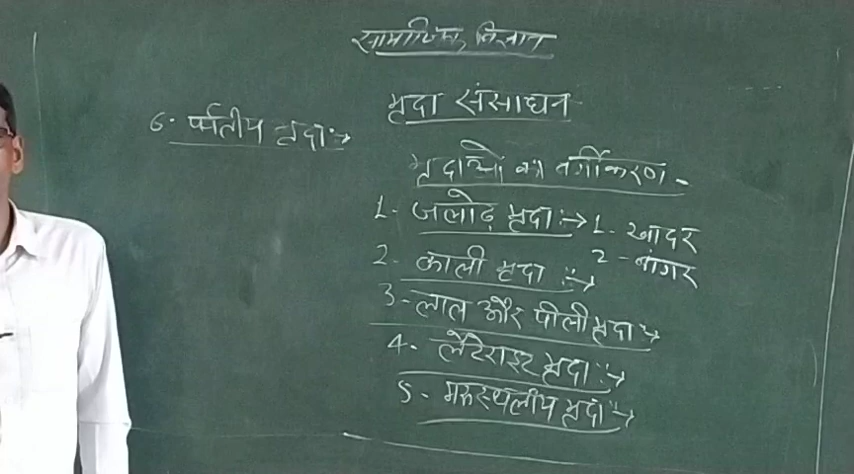 सामाजिक विज्ञान
मृदा संसाधन
मृदाओं का वर्गीकरण -
1- जलोढ़ मृदा :→ 1- खादर
2 - बांगर
2- काली मृदा :→
3- लाल और पीली मृदा :→
4- लैटेराइट मृदा :→
5- मरुस्थलीय मृदा :→
6. पर्वतीय मृदा :→